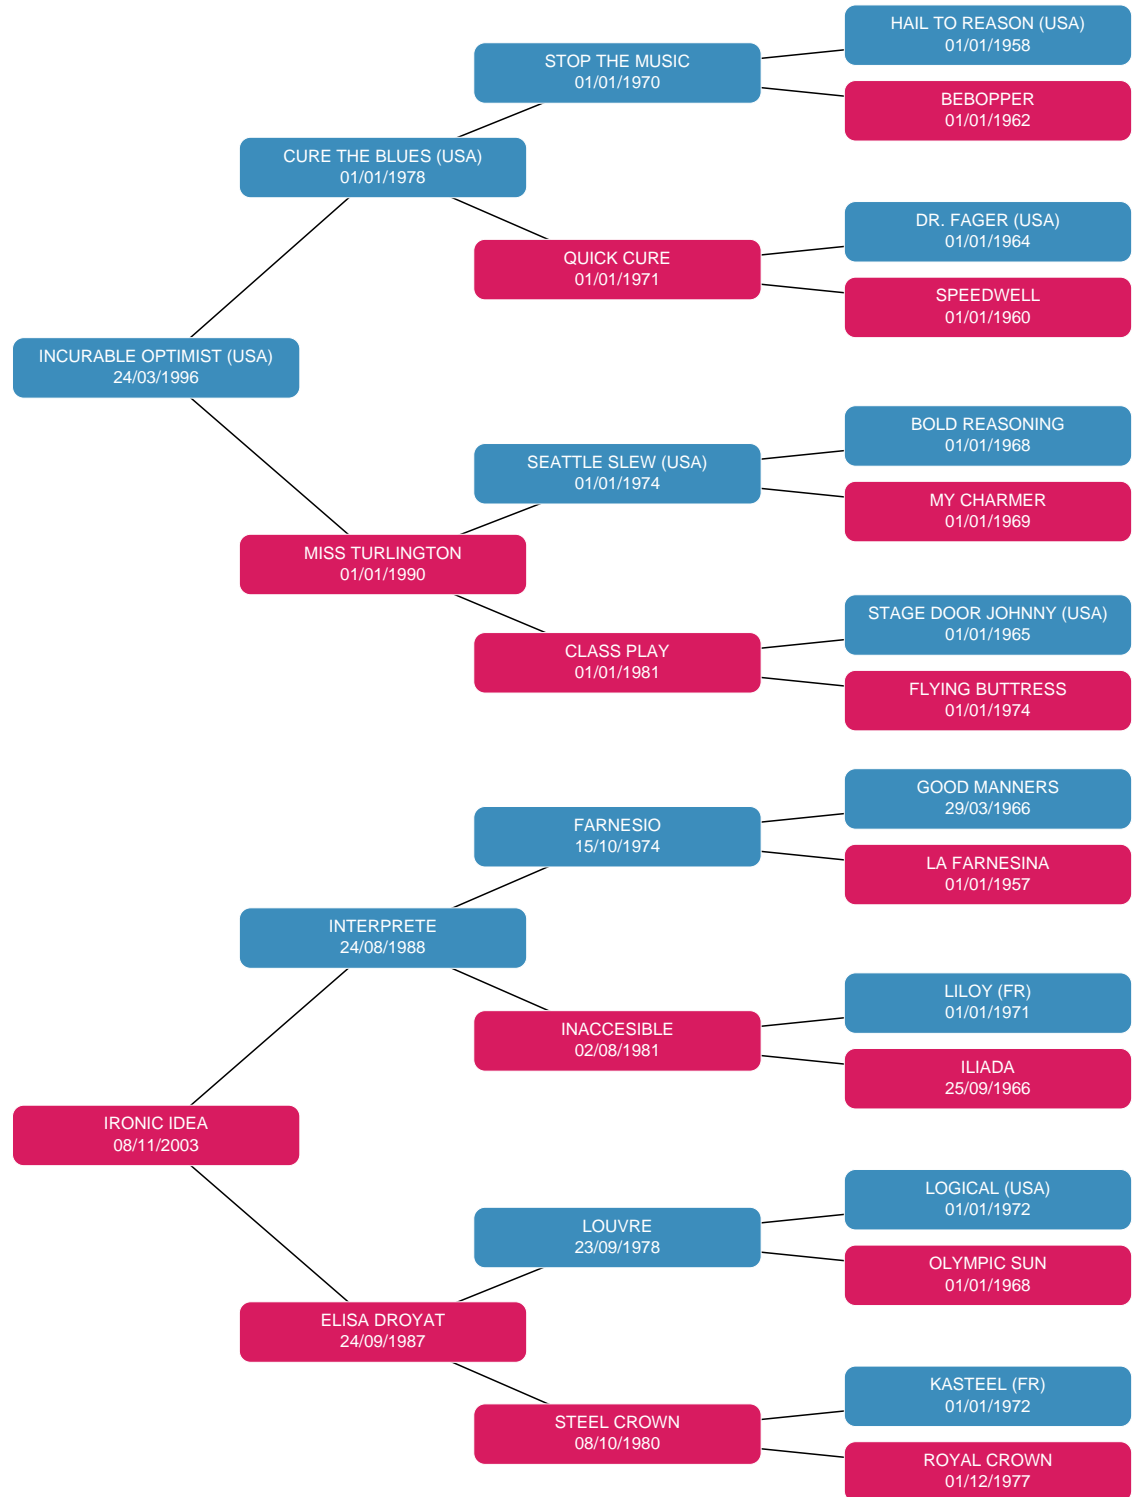 HAIL TO REASON (USA)
01/01/1958
STOP THE MUSIC
01/01/1970
BEBOPPER
01/01/1962
CURE THE BLUES (USA)
01/01/1978
DR. FAGER (USA)
01/01/1964
QUICK CURE
01/01/1971
SPEEDWELL
01/01/1960
INCURABLE OPTIMIST (USA)
24/03/1996
BOLD REASONING
01/01/1968
SEATTLE SLEW (USA)
01/01/1974
MY CHARMER
01/01/1969
MISS TURLINGTON
01/01/1990
STAGE DOOR JOHNNY (USA)
01/01/1965
CLASS PLAY
01/01/1981
FLYING BUTTRESS
01/01/1974
GOOD MANNERS
29/03/1966
FARNESIO
15/10/1974
LA FARNESINA
01/01/1957
INTERPRETE
24/08/1988
LILOY (FR)
01/01/1971
INACCESIBLE
02/08/1981
ILIADA
25/09/1966
IRONIC IDEA
08/11/2003
LOGICAL (USA)
01/01/1972
LOUVRE
23/09/1978
OLYMPIC SUN
01/01/1968
ELISA DROYAT
24/09/1987
KASTEEL (FR)
01/01/1972
STEEL CROWN
08/10/1980
ROYAL CROWN
01/12/1977